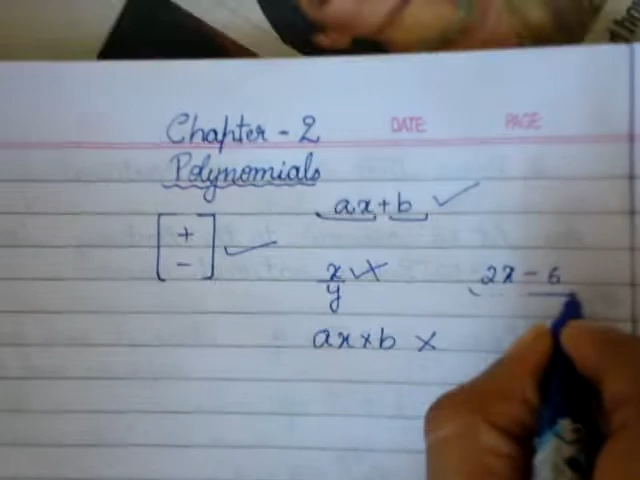 Chapter - 2 DATE PAGE
Polynomials
ax + b ✓
+ ✓
-
x/y ✓ 2x - 6
ax × b ×